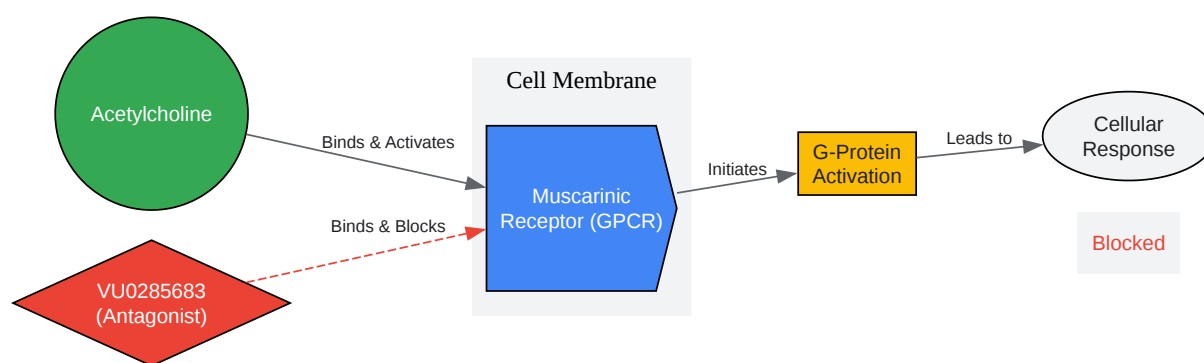 Cell Membrane
Acetylcholine
Binds & Activates
Muscarinic
Receptor (GPCR)
Binds & Blocks
VU0285683
(Antagonist)
Initiates
G-Protein
Activation
Leads to
Cellular
Response
Blocked